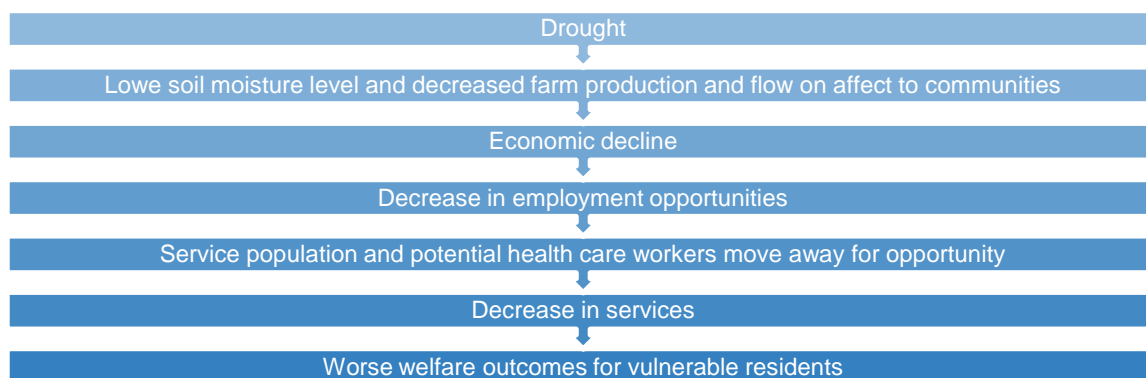 Drought
Lowe soil moisture level and decreased farm production and flow on affect to communities
Economic decline
Decrease in employment opportunities
Service population and potential health care workers move away for opportunity
Decrease in services
Worse welfare outcomes for vulnerable residents